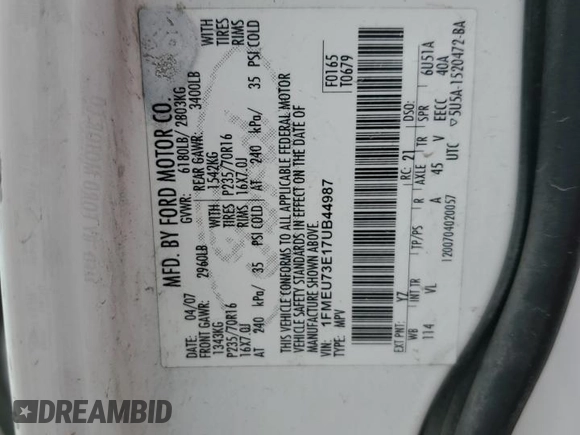 MFD. BY FORD MOTOR CO.
DATE: 04/07 GVWR: 6180LB/ 2803KG
FRONT GAWR: 2960LB REAR GAWR: 3400LB
1343KG 1542KG
P235/70R16 TIRES P235/70R16 TIRES
16X7.0J RIMS 16X7.0J RIMS
AT 240 kPa/ 35 PSI COLD AT 240 kPa/ 35 PSI COLD
THIS VEHICLE CONFORMS TO ALL APPLICABLE FEDERAL MOTOR
VEHICLE SAFETY STANDARDS IN EFFECT ON THE DATE OF
MANUFACTURE SHOWN ABOVE.
VIN: 1FMEU73E17UB44987 F0165
TYPE: MPV T0679
EXT PNT: YZ RC: 21 DSO:
WB INT TR TP/PS R AXLE TR SPR 6U51A
114 VL A 45 V EECC 40A
1200704020057 UTC ▽5U5A-1520472-BA
DREAMBID